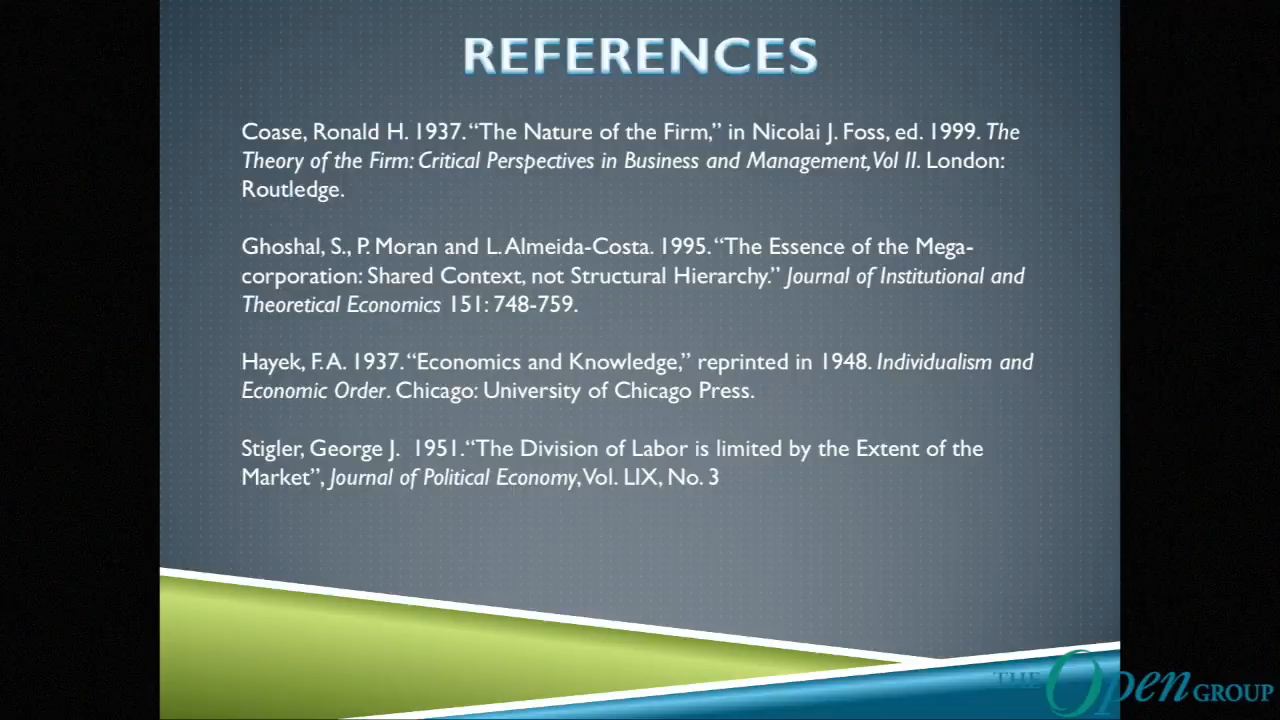 REFERENCES
Coase, Ronald H. 1937. “The Nature of the Firm,” in Nicolai J. Foss, ed. 1999. The
Theory of the Firm: Critical Perspectives in Business and Management, Vol II. London:
Routledge.
Ghoshal, S., P. Moran and L. Almeida-Costa. 1995. “The Essence of the Mega-
corporation: Shared Context, not Structural Hierarchy.” Journal of Institutional and
Theoretical Economics 151: 748-759.
Hayek, F.A. 1937. “Economics and Knowledge,” reprinted in 1948. Individualism and
Economic Order. Chicago: University of Chicago Press.
Stigler, George J.  1951. “The Division of Labor is limited by the Extent of the
Market”, Journal of Political Economy, Vol. LIX, No. 3
THE Open GROUP